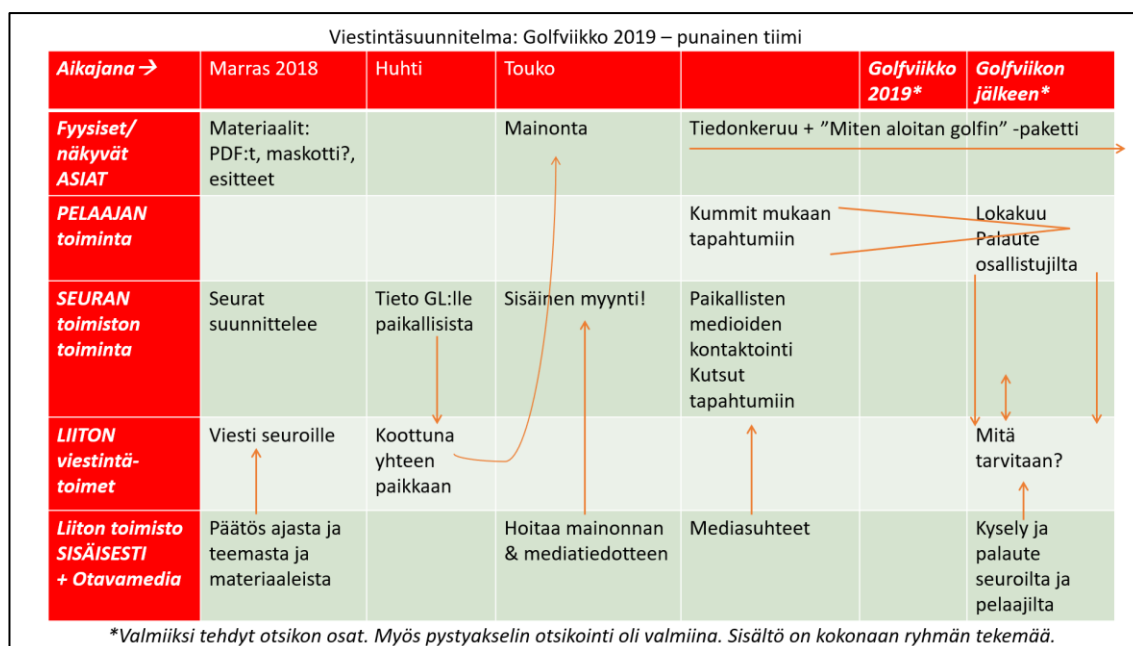 Viestintäsuunnitelma: Golfviikko 2019 – punainen tiimi
Aikajana → Marras 2018 Huhti Touko Golfviikko 2019* Golfviikon jälkeen*
Fyysiset/
näkyvät
ASIAT
Materiaalit:
PDF:t, maskotti?,
esitteet
Mainonta
Tiedonkeruu + ”Miten aloitan golfin” -paketti
PELAAJAN
toiminta
Kummit mukaan
tapahtumiin
Lokakuu
Palaute
osallistujilta
SEURAN
toimiston
toiminta
Seurat
suunnittelee
Tieto GL:lle
paikallisista
Sisäinen myynti!
Paikallisten
medioiden
kontaktointi
Kutsut
tapahtumiin
LIITON
viestintä-
toimet
Viesti seuroille
Koottuna
yhteen
paikkaan
Mitä
tarvitaan?
Liiton toimisto
SISÄISESTI
+ Otavamedia
Päätös ajasta ja
teemasta ja
materiaaleista
Hoitaa mainonnan
& mediatiedotteen
Mediasuhteet
Kysely ja
palaute
seuroilta ja
pelaajilta
*Valmiiksi tehdyt otsikon osat. Myös pystyakselin otsikointi oli valmiina. Sisältö on kokonaan ryhmän tekemää.